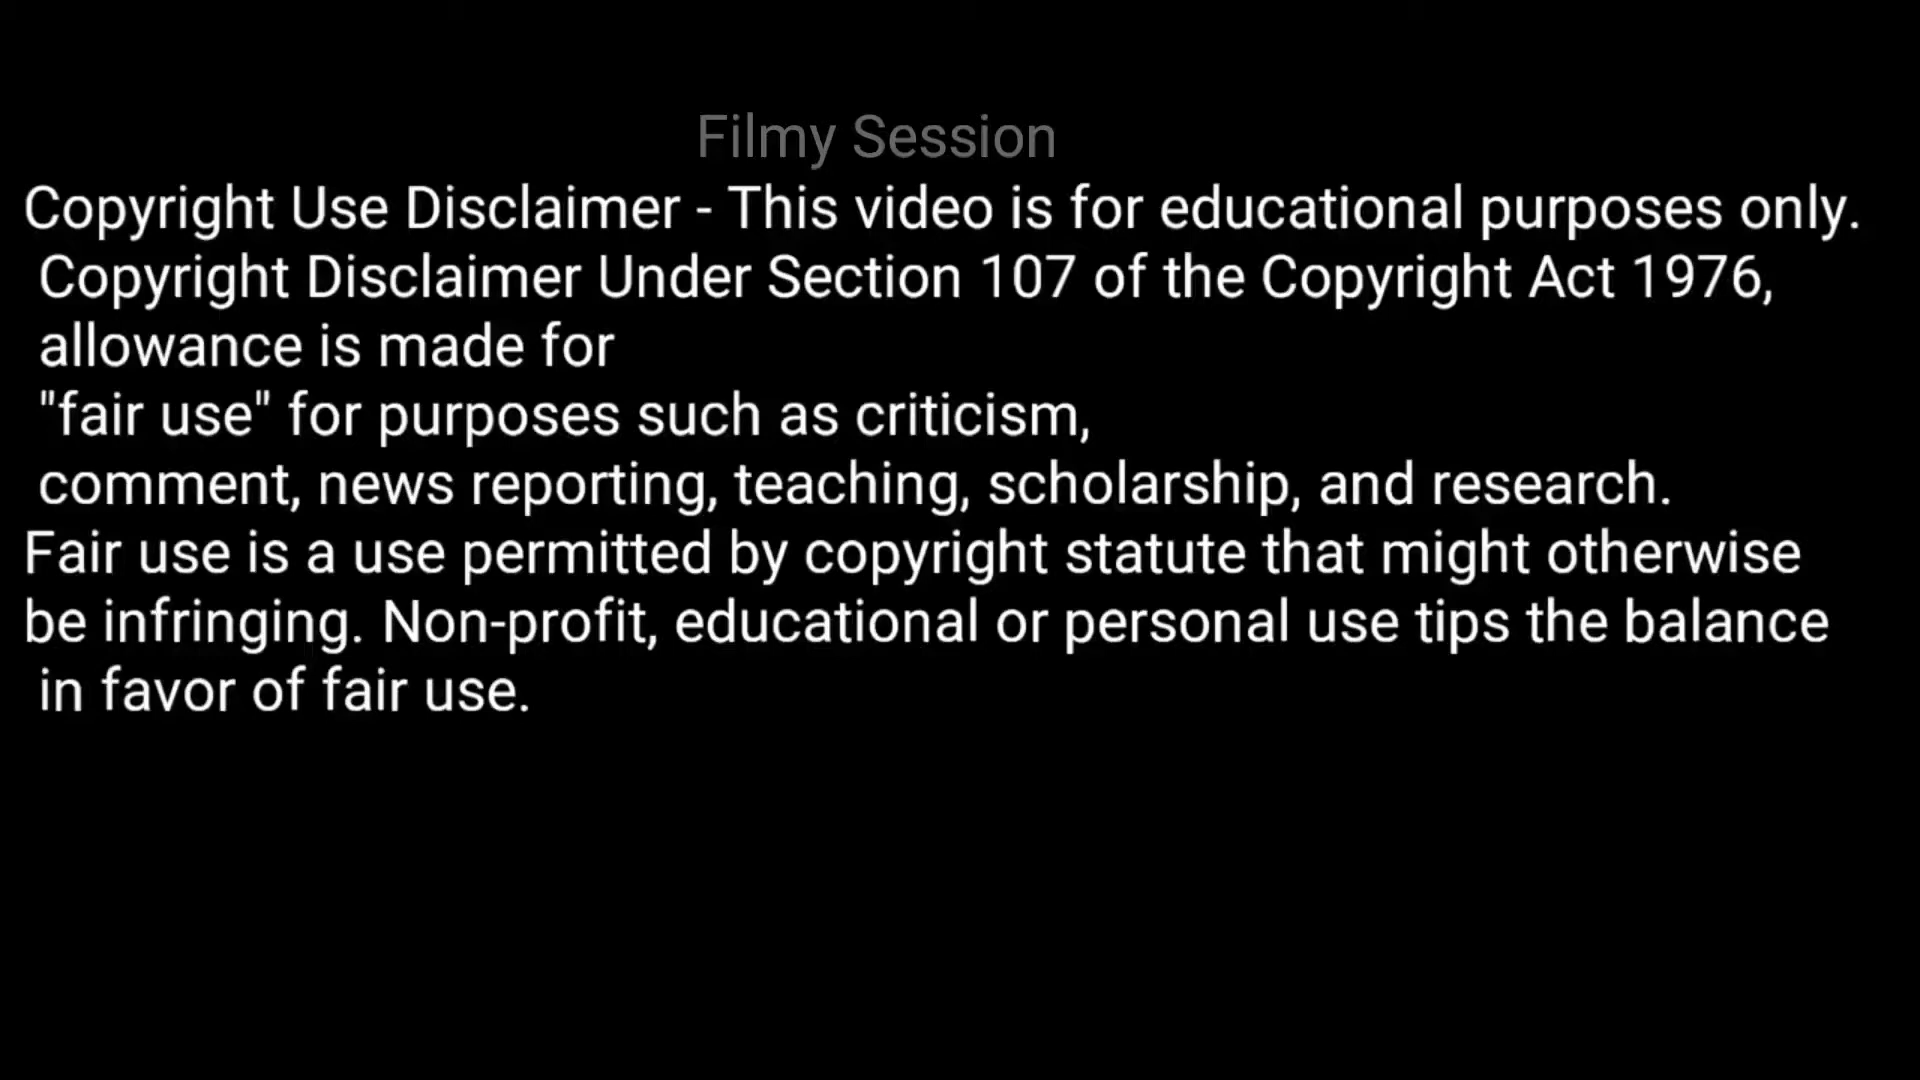 Filmy Session
Copyright Use Disclaimer - This video is for educational purposes only.
Copyright Disclaimer Under Section 107 of the Copyright Act 1976,
allowance is made for
"fair use" for purposes such as criticism,
comment, news reporting, teaching, scholarship, and research.
Fair use is a use permitted by copyright statute that might otherwise
be infringing. Non-profit, educational or personal use tips the balance
in favor of fair use.